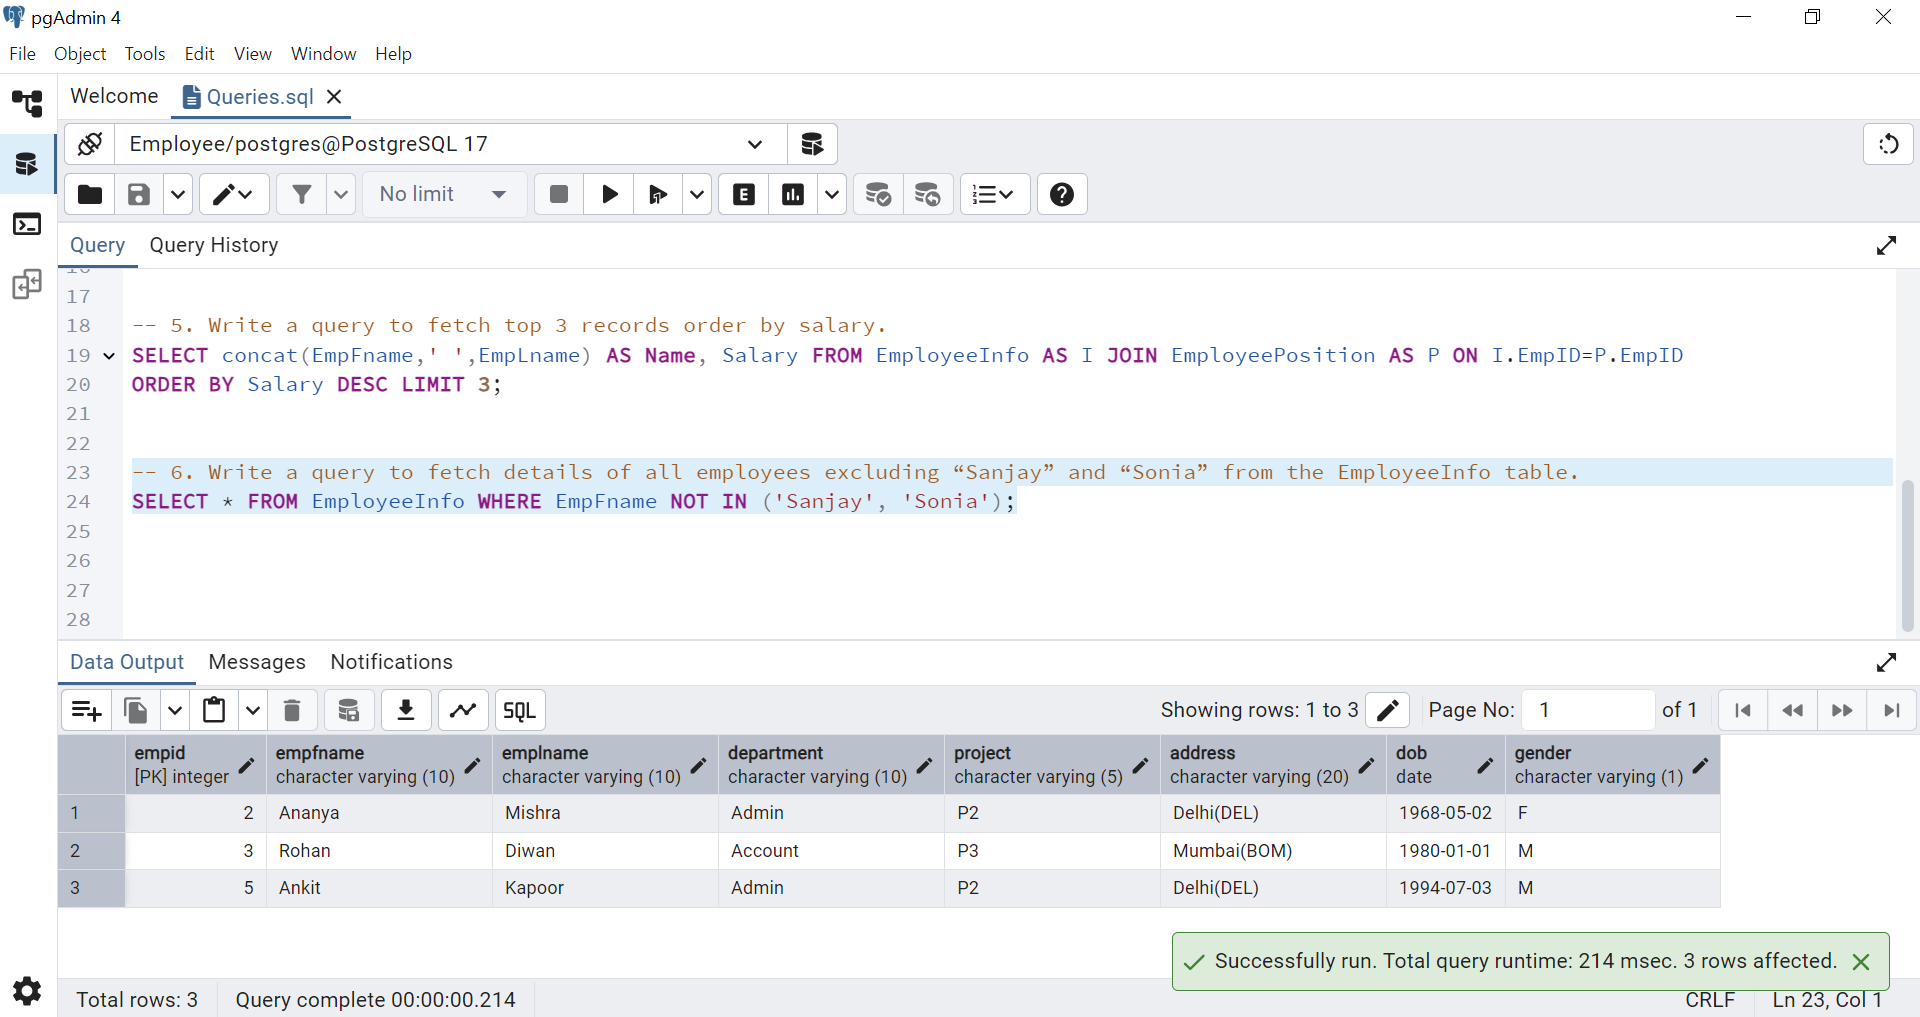 pgAdmin 4
File Object Tools Edit View Window Help
Welcome Queries.sql
Employee/postgres@PostgreSQL 17
No limit
E
Query Query History
17
18 -- 5. Write a query to fetch top 3 records order by salary.
19 SELECT concat(EmpFname,' ',EmpLname) AS Name, Salary FROM EmployeeInfo AS I JOIN EmployeePosition AS P ON I.EmpID=P.EmpID
20 ORDER BY Salary DESC LIMIT 3;
21
22
23 -- 6. Write a query to fetch details of all employees excluding “Sanjay” and “Sonia” from the EmployeeInfo table.
24 SELECT * FROM EmployeeInfo WHERE EmpFname NOT IN ('Sanjay', 'Sonia');
25
26
27
28
Data Output Messages Notifications
SQL Showing rows: 1 to 3 Page No: 1 of 1
empid empfname emplname department project address dob gender
[PK] integer character varying (10) character varying (10) character varying (10) character varying (5) character varying (20) date character varying (1)
1 2 Ananya Mishra Admin P2 Delhi(DEL) 1968-05-02 F
2 3 Rohan Diwan Account P3 Mumbai(BOM) 1980-01-01 M
3 5 Ankit Kapoor Admin P2 Delhi(DEL) 1994-07-03 M
Successfully run. Total query runtime: 214 msec. 3 rows affected.
Total rows: 3 Query complete 00:00:00.214 CRLF Ln 23, Col 1